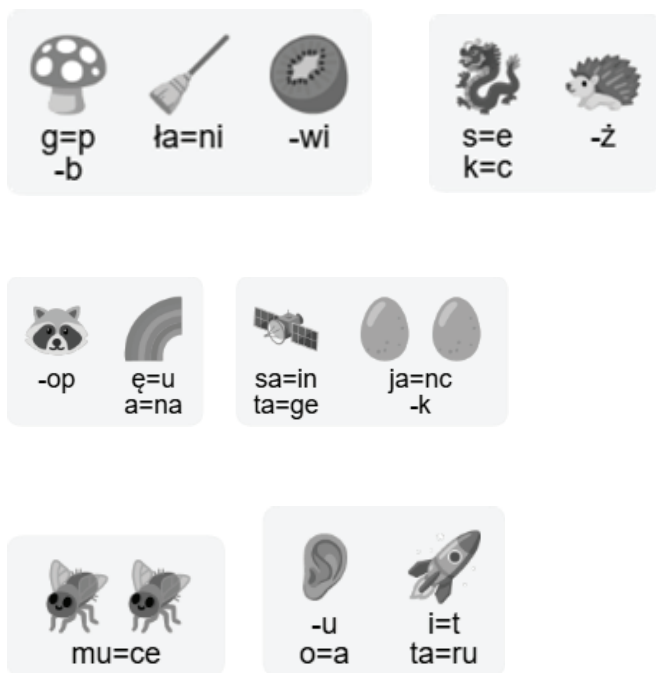 g=p ła=ni -wi
-b
s=e -ż
k=c
-op ę=u
a=na
sa=in ja=nc
ta=ge -k
mu=ce
-u i=t
o=a ta=ru